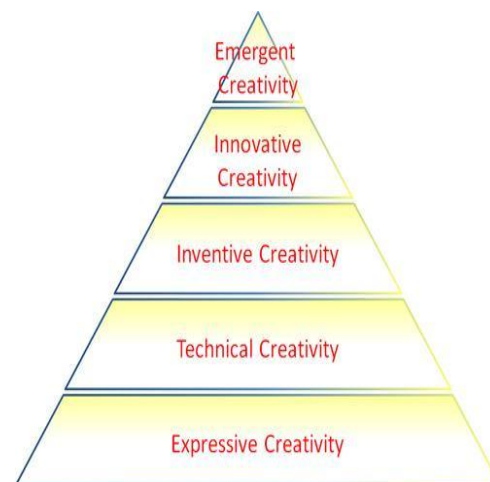 Emergent
Creativity
Innovative
Creativity
Inventive Creativity
Technical Creativity
Expressive Creativity